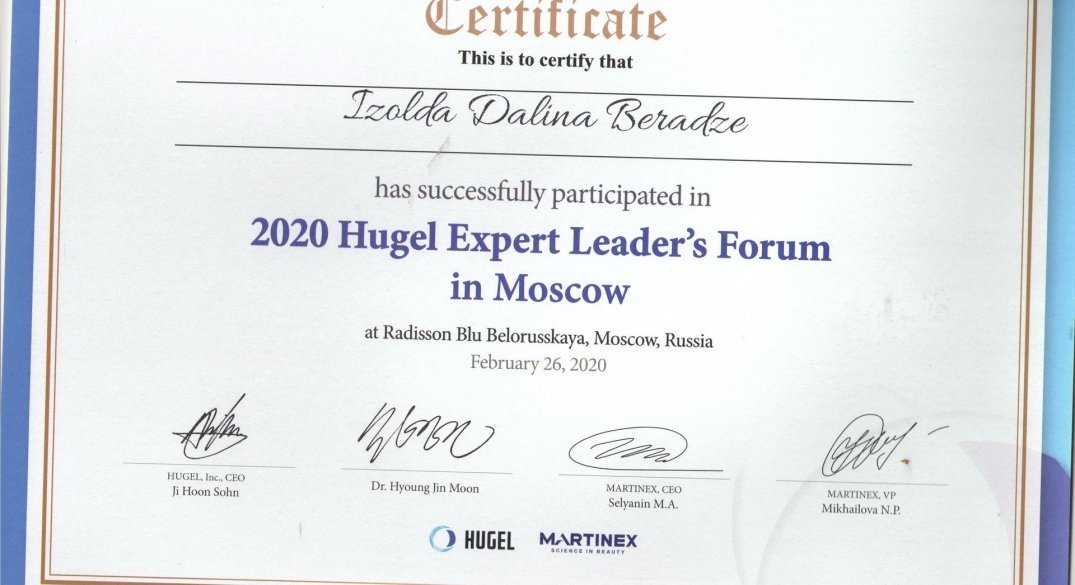 Certificate
This is to certify that
Izolda Dalina Beradze
has successfully participated in
2020 Hugel Expert Leader's Forum
in Moscow
at Radisson Blu Belorusskaya, Moscow, Russia
February 26, 2020
HUGEL, Inc., CEO
Ji Hoon Sohn
Dr. Hyoung Jin Moon
MARTINEX, CEO
Selyanin M.A.
MARTINEX, VP
Mikhailova N.P.
HUGEL
MARTINEX
SCIENCE IN BEAUTY